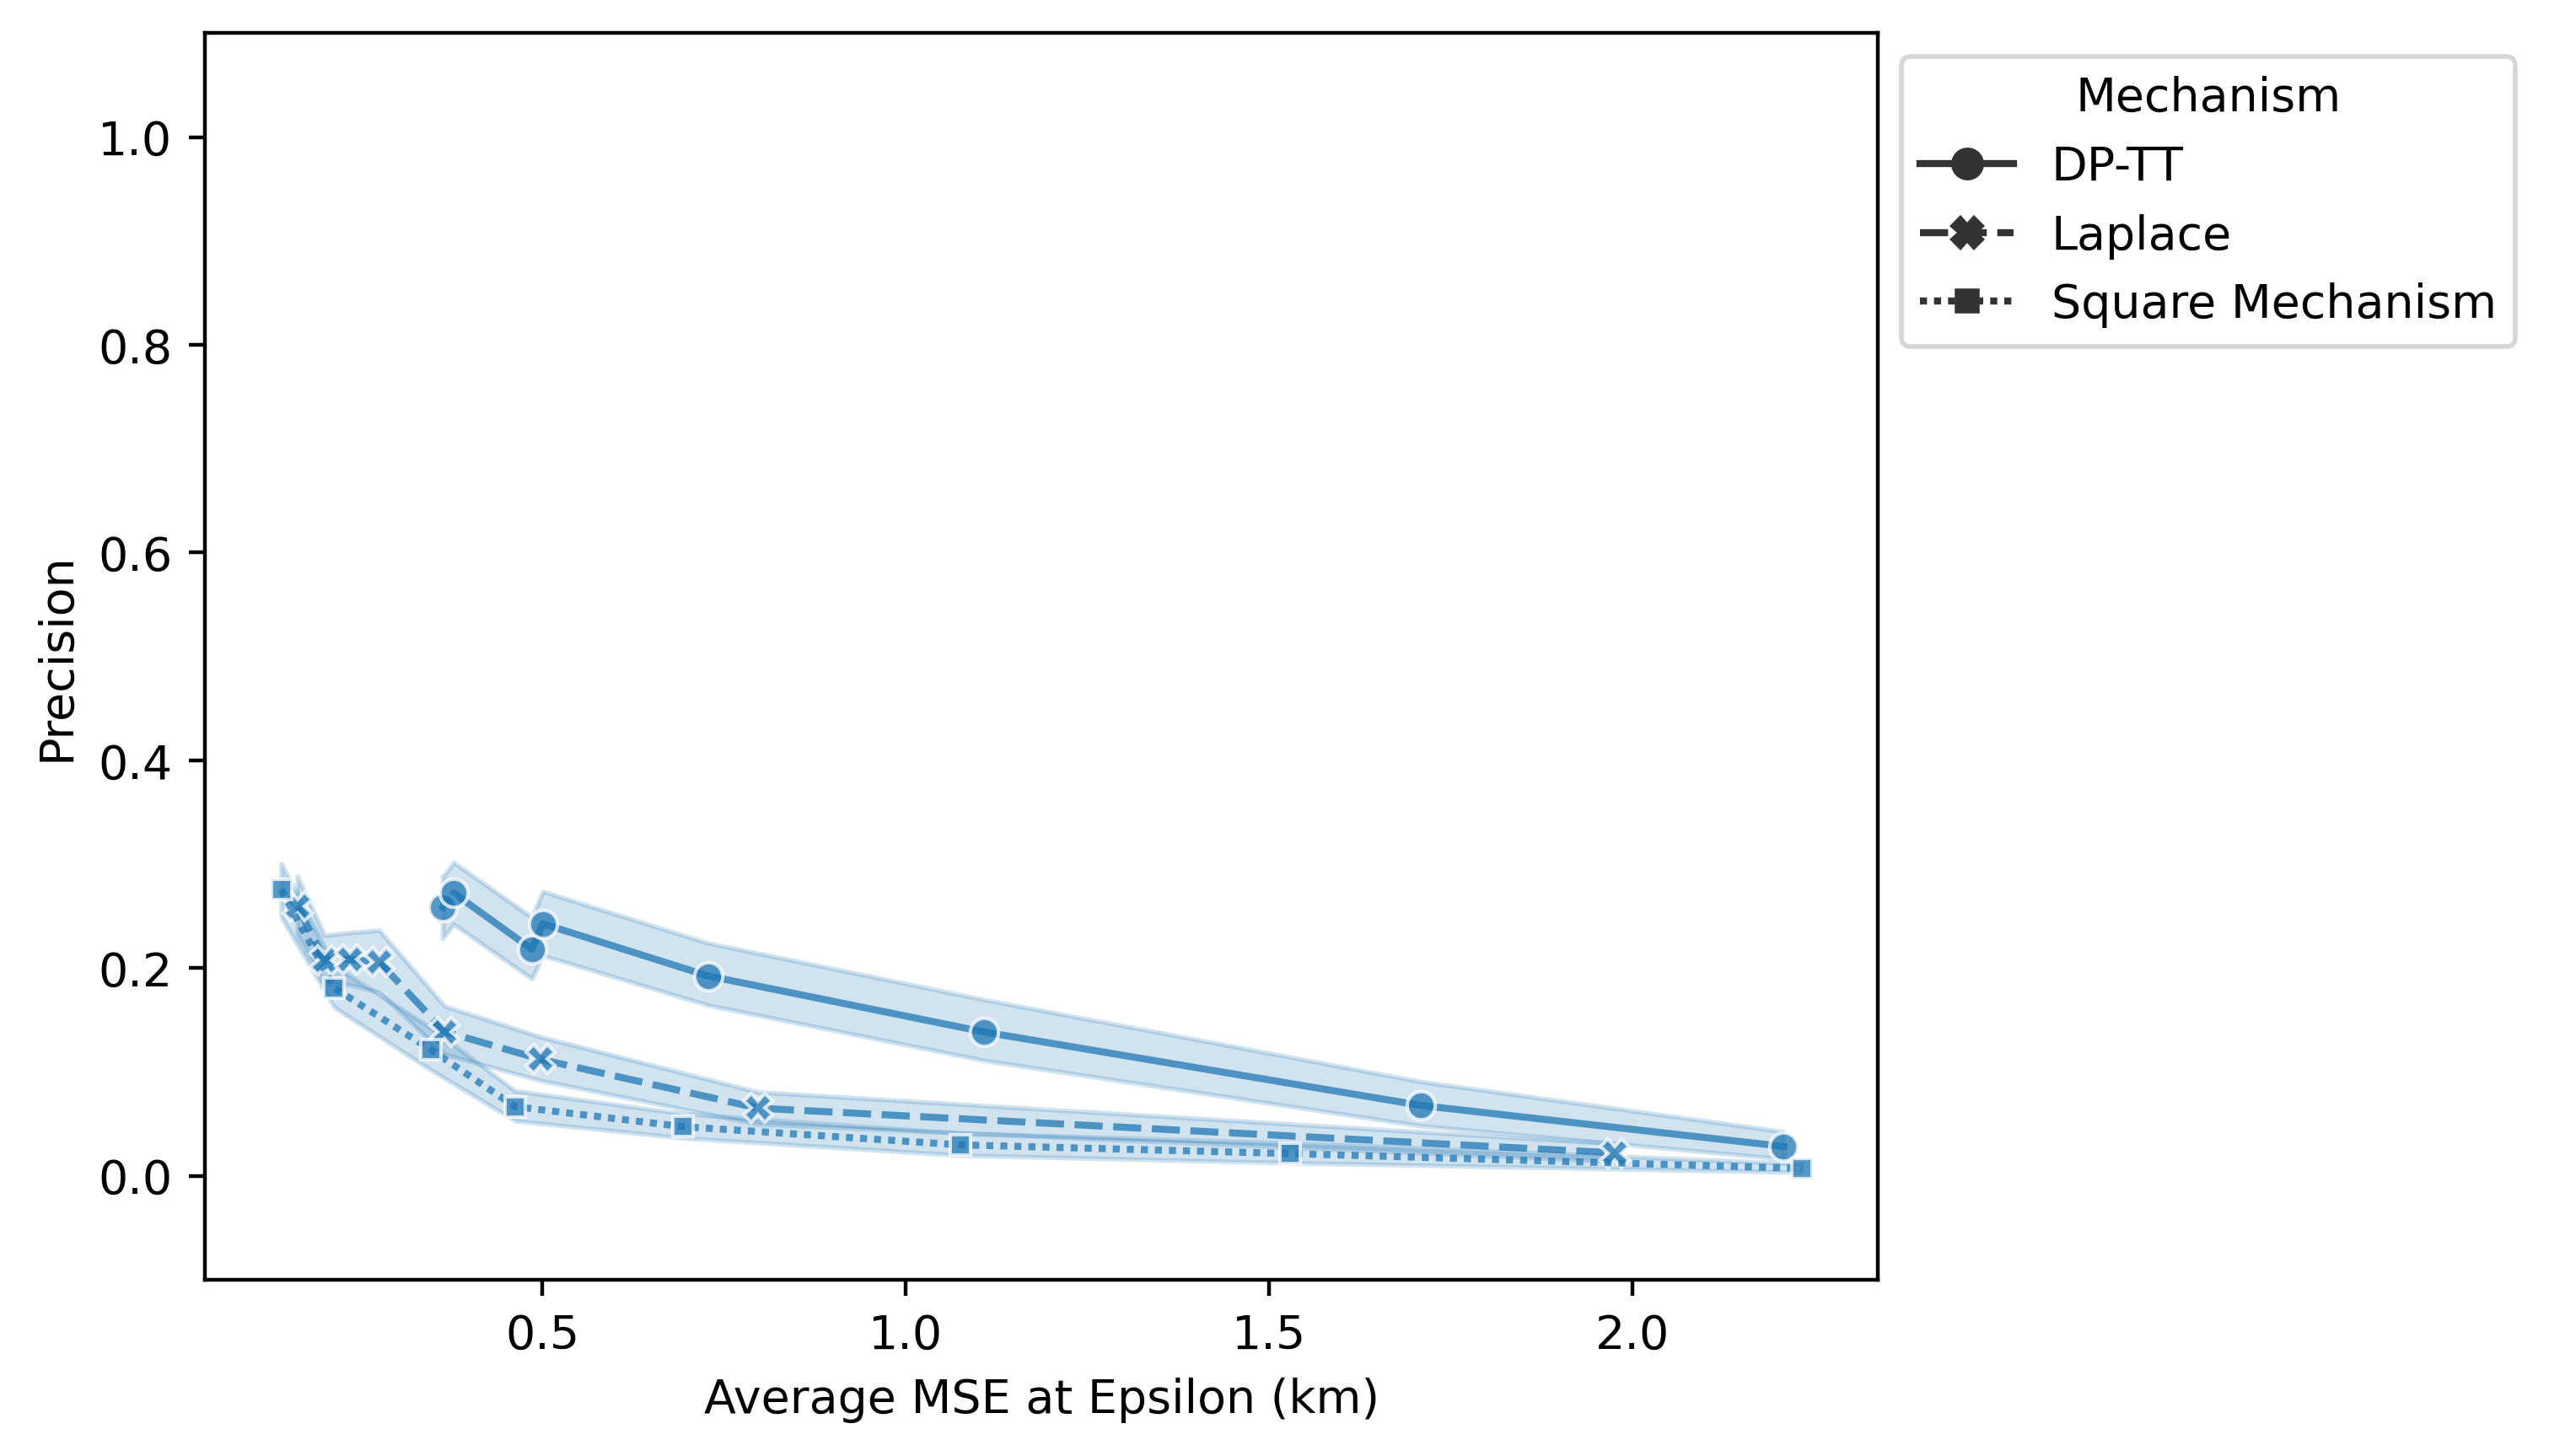 Mechanism
DP-TT
Laplace
Square Mechanism
1.0
0.8
0.6
0.4
0.2
0.0
Precision
0.5 1.0 1.5 2.0
Average MSE at Epsilon (km)